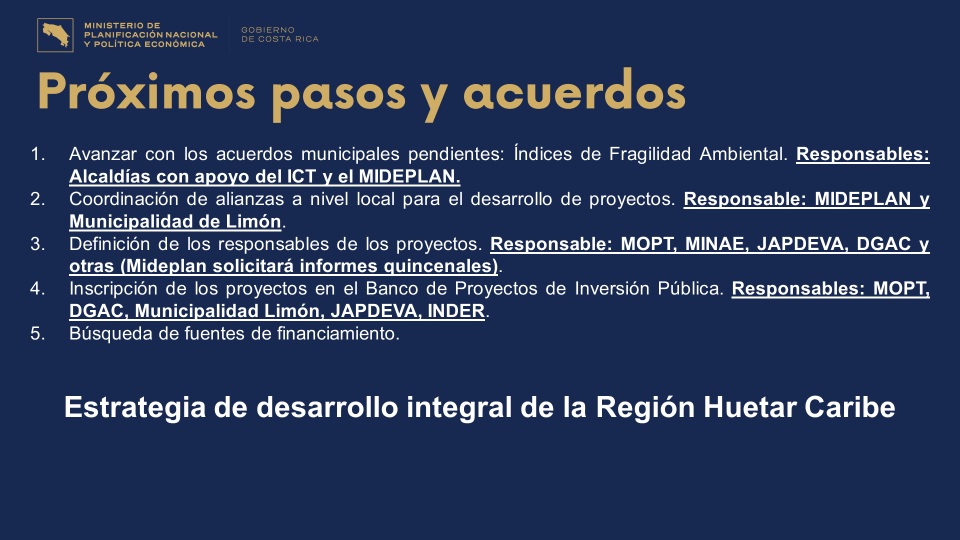 MINISTERIO DE
PLANIFICACIÓN NACIONAL
Y POLÍTICA ECONÓMICA
GOBIERNO
DE COSTA RICA
Próximos pasos y acuerdos
1. Avanzar con los acuerdos municipales pendientes: Índices de Fragilidad Ambiental. Responsables:
Alcaldías con apoyo del ICT y el MIDEPLAN.
2. Coordinación de alianzas a nivel local para el desarrollo de proyectos. Responsable: MIDEPLAN y
Municipalidad de Limón.
3. Definición de los responsables de los proyectos. Responsable: MOPT, MINAE, JAPDEVA, DGAC y
otras (Mideplan solicitará informes quincenales).
4. Inscripción de los proyectos en el Banco de Proyectos de Inversión Pública. Responsables: MOPT,
DGAC, Municipalidad Limón, JAPDEVA, INDER.
5. Búsqueda de fuentes de financiamiento.
Estrategia de desarrollo integral de la Región Huetar Caribe